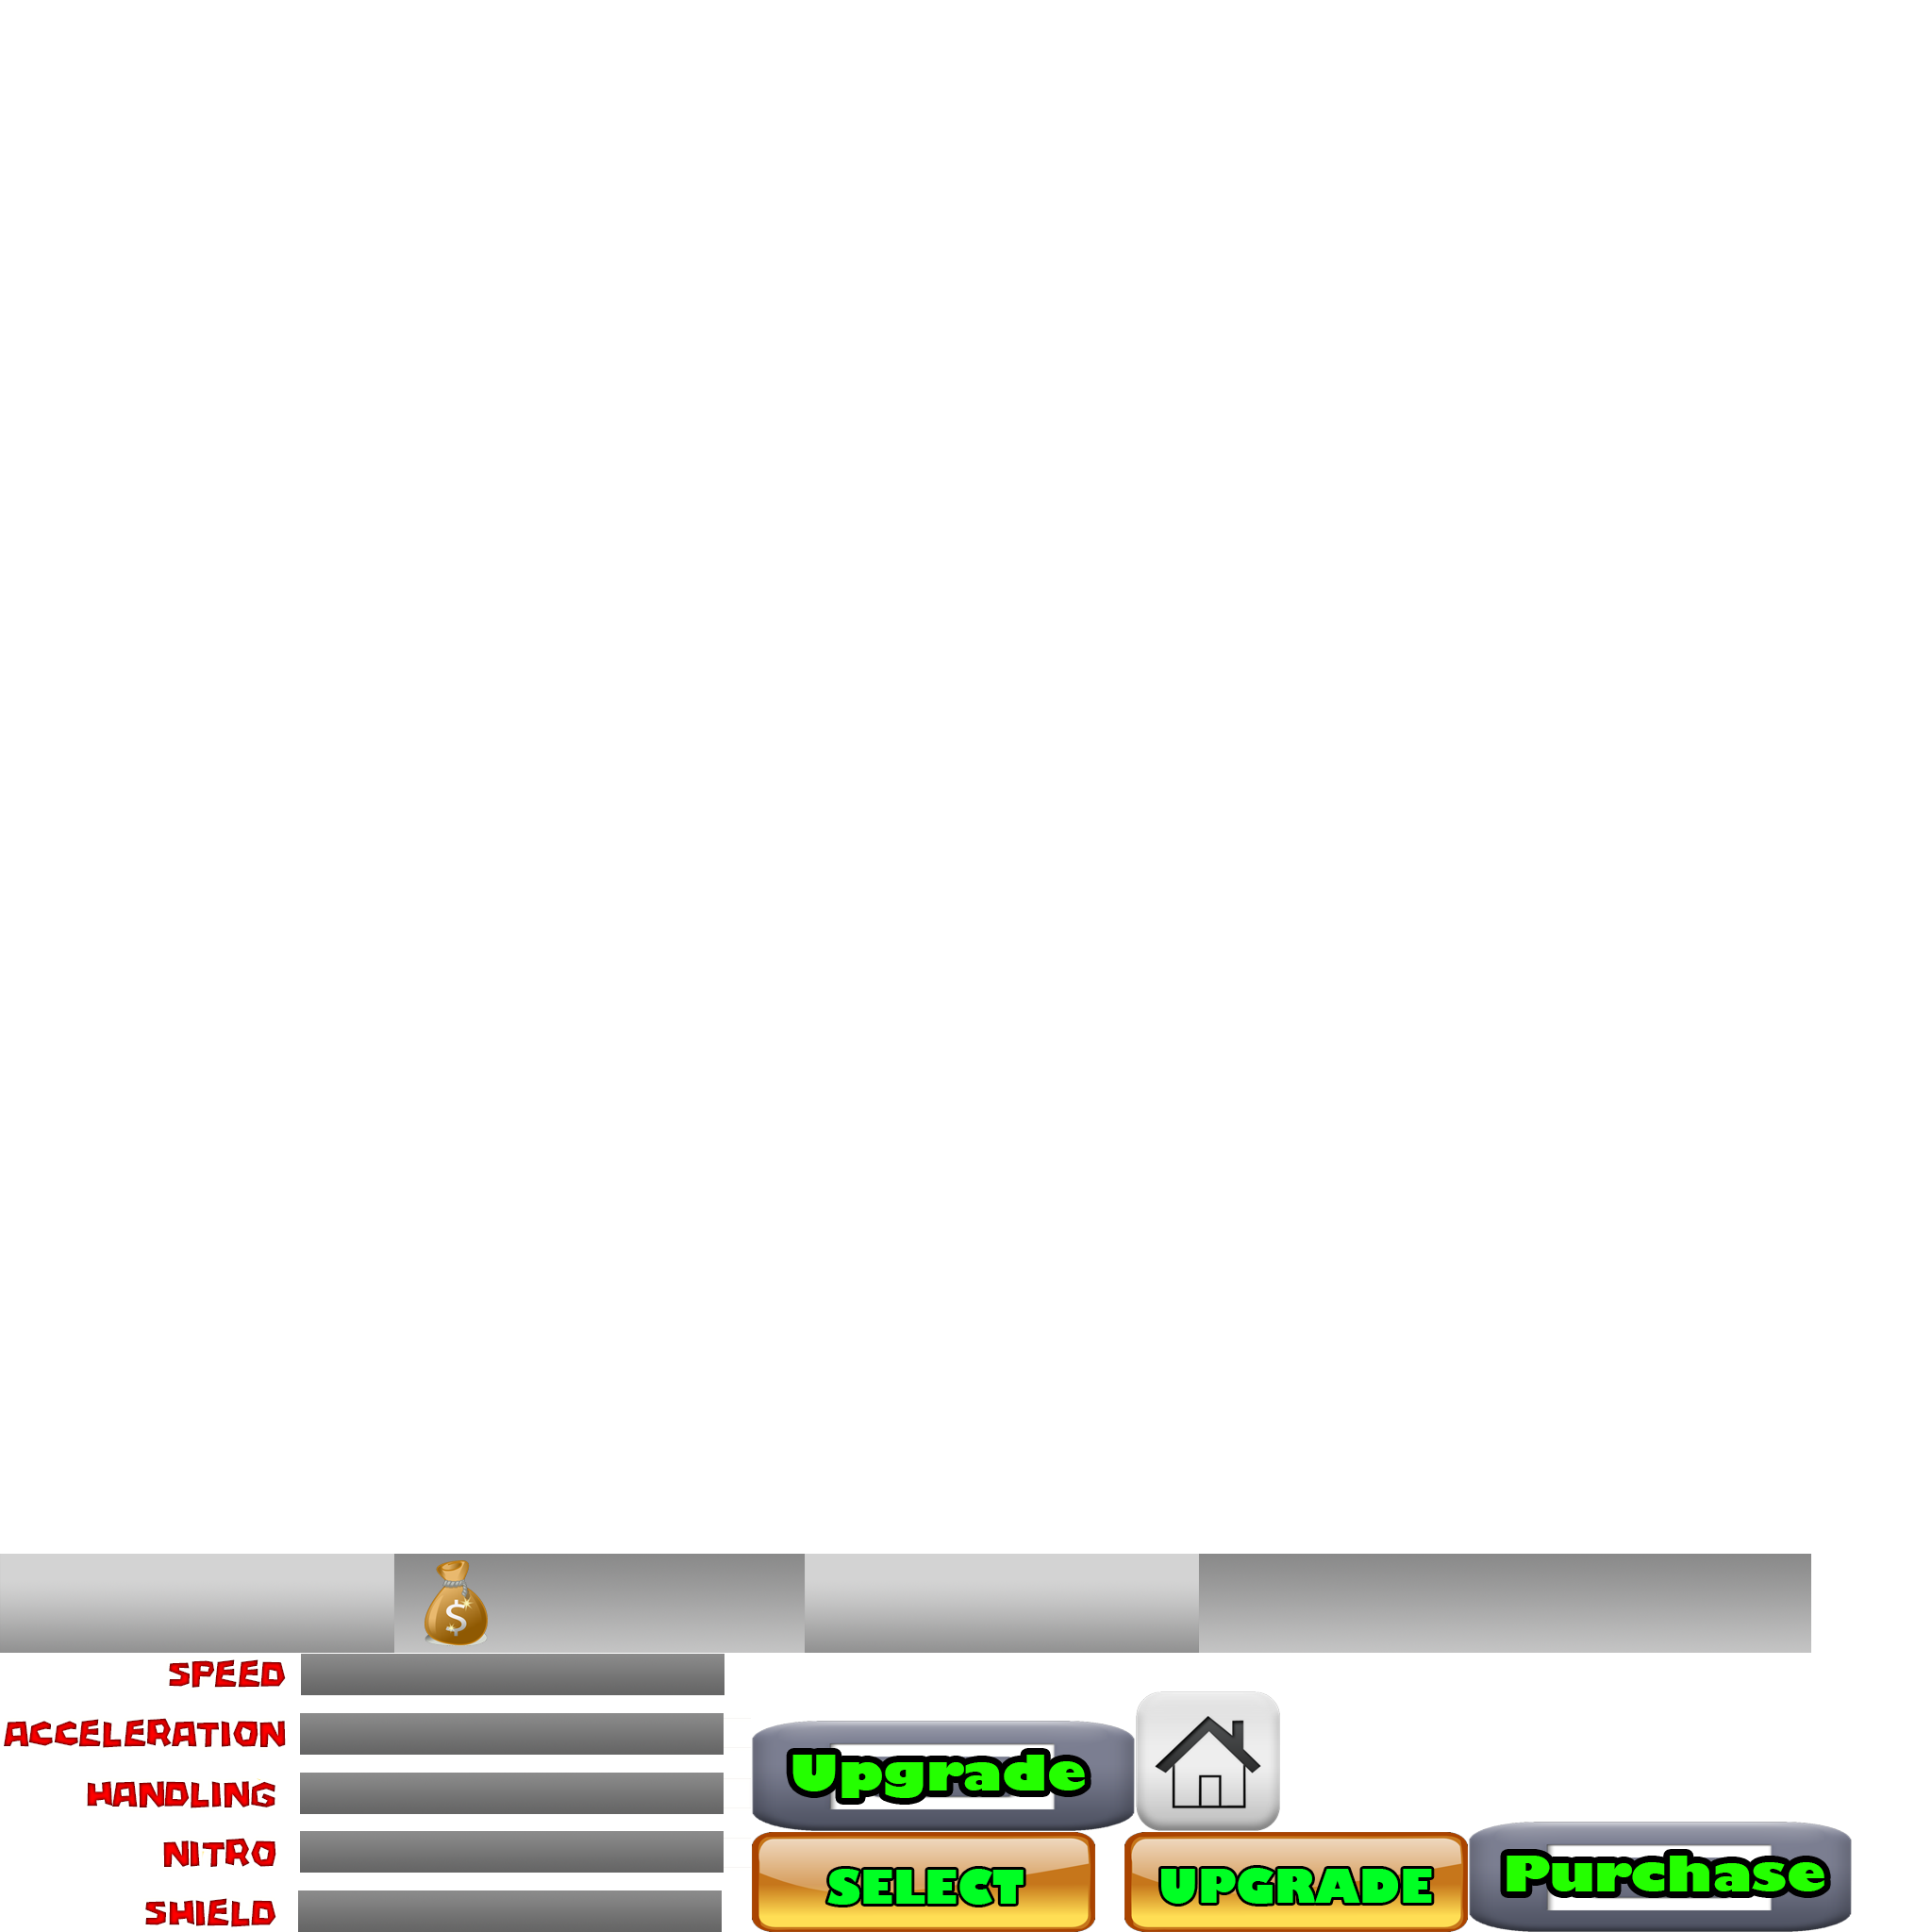 $
SPEED
ACCELERATION
HANDLING
NITRO
SHIELD
Upgrade
SELECT
UPGRADE
Purchase